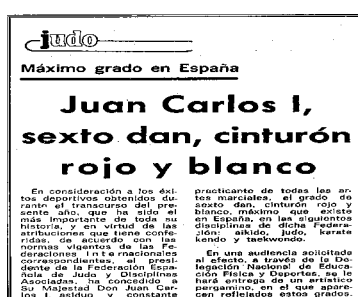 judo
Máximo grado en España
Juan Carlos I,
sexto dan, cinturón
rojo y blanco
En consideración a los éxi-
tos deportivos obtenidos du-
rante el transcurso del pre-
sente año, que ha sido el
más importante de toda su
historia, y en virtud de las
atribuciones que tiene confe-
ridas, de acuerdo con las
normas vigentes de las Fe-
deraciones Internacionales
correspondientes, el presi-
dente de la Federación Espa-
ñola de Judo y Disciplinas
Asociadas, ha concedido a
Su Majestad Don Juan Car-
los I, asiduo y constante
practicante de todas las ar-
tes marciales, el grado de
sexto dan, cinturón rojo y
blanco, máximo que existe
en España, en las siguientes
disciplinas de dicha Federa-
ción: aikido, judo, karate
kendo y taekwondo.
En una audiencia solicitada
al efecto, a través de la De-
legación Nacional de Educa-
ción Física y Deportes, se le
hará entrega de un artístico
pergamino, en el que apare-
cen reflejados estos grados